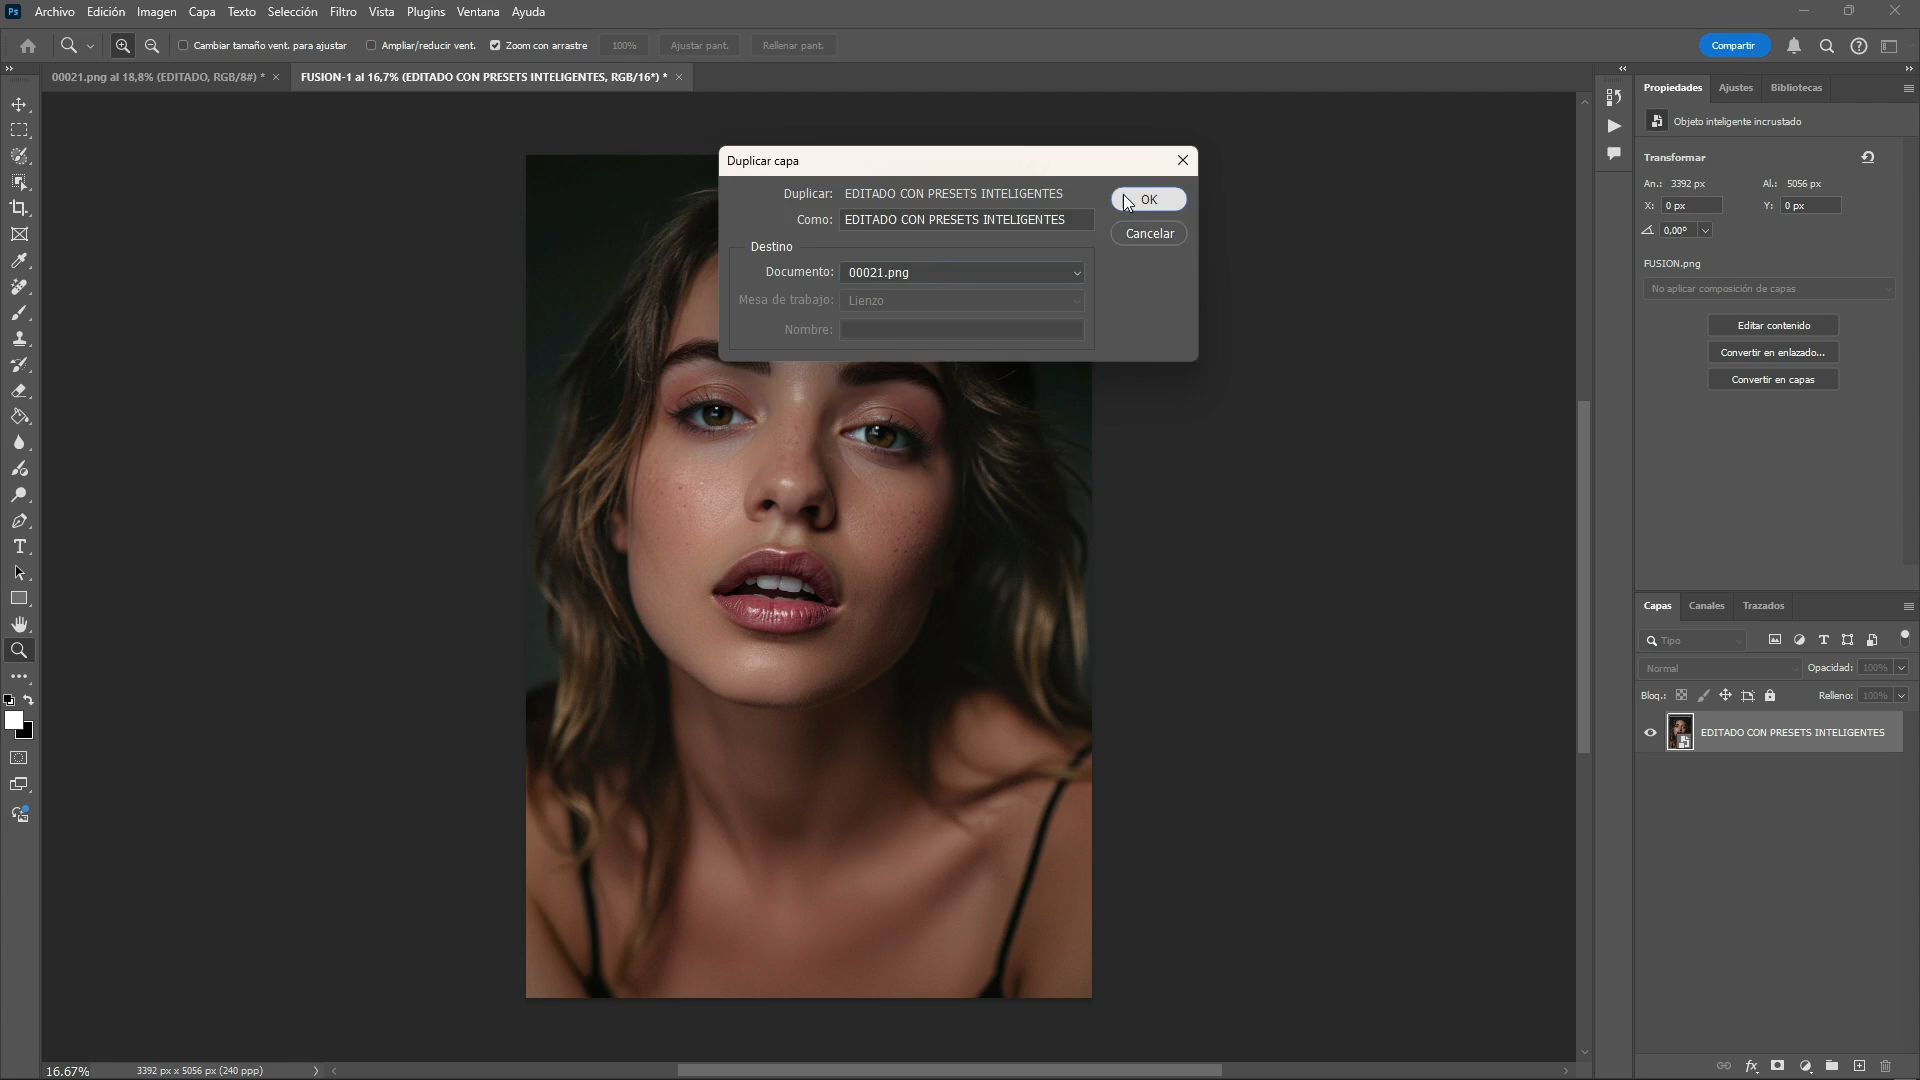 Ps Archivo Edición Imagen Capa Texto Selección Filtro Vista Plugins Ventana Ayuda
Cambiar tamaño vent. para ajustar Ampliar/reducir vent. Zoom con arrastre 100% Ajustar pant. Rellenar pant. Compartir
00021.png al 18,8% (EDITADO, RGB/8#) * × FUSION-1 al 16,7% (EDITADO CON PRESETS INTELIGENTES, RGB/16*) * ×
Propiedades Ajustes Bibliotecas
Objeto inteligente incrustado
Transformar
An.: 3392 px Al.: 5056 px
X: 0 px Y: 0 px
0,00º
FUSION.png
No aplicar composición de capas
Editar contenido
Convertir en enlazado...
Convertir en capas
Duplicar capa
Duplicar: EDITADO CON PRESETS INTELIGENTES
OK
Como: EDITADO CON PRESETS INTELIGENTES
Cancelar
Destino
Documento: 00021.png
Mesa de trabajo: Lienzo
Nombre:
Capas Canales Trazados
Tipo
Normal Opacidad: 100%
Bloq.: Relleno: 100%
EDITADO CON PRESETS INTELIGENTES
16.67% 3392 px x 5056 px (240 ppp)